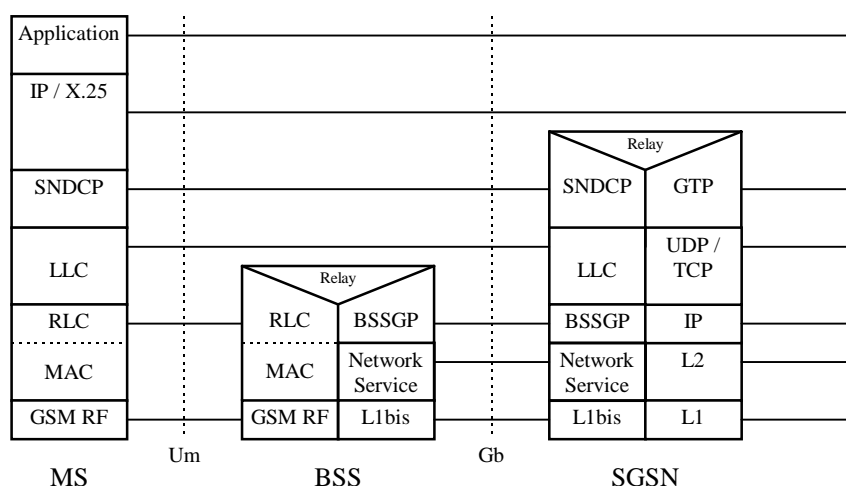 Application
IP / X.25
Relay
SNDCP
SNDCP
GTP
LLC
Relay
LLC
UDP /
TCP
RLC
RLC
BSSGP
BSSGP
IP
MAC
MAC
Network
Service
Network
Service
L2
GSM RF
GSM RF
L1bis
L1bis
L1
Um
Gb
MS
BSS
SGSN